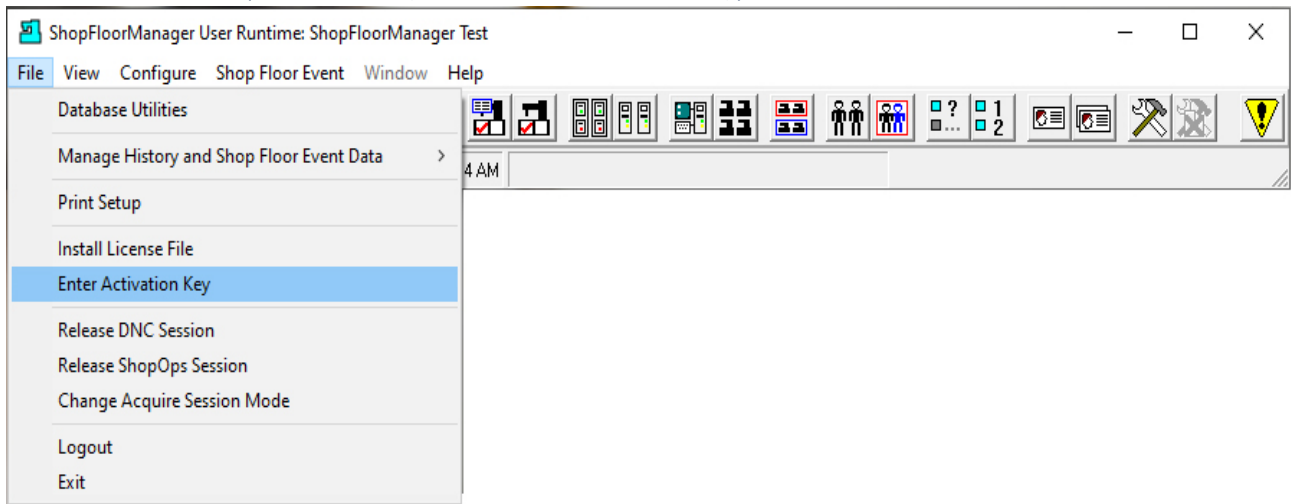 ShopFloorManager User Runtime: ShopFloorManager Test
File View Configure Shop Floor Event Window Help
Database Utilities
Manage History and Shop Floor Event Data
4 AM
Print Setup
Install License File
Enter Activation Key
Release DNC Session
Release ShopOps Session
Change Acquire Session Mode
Logout
Exit